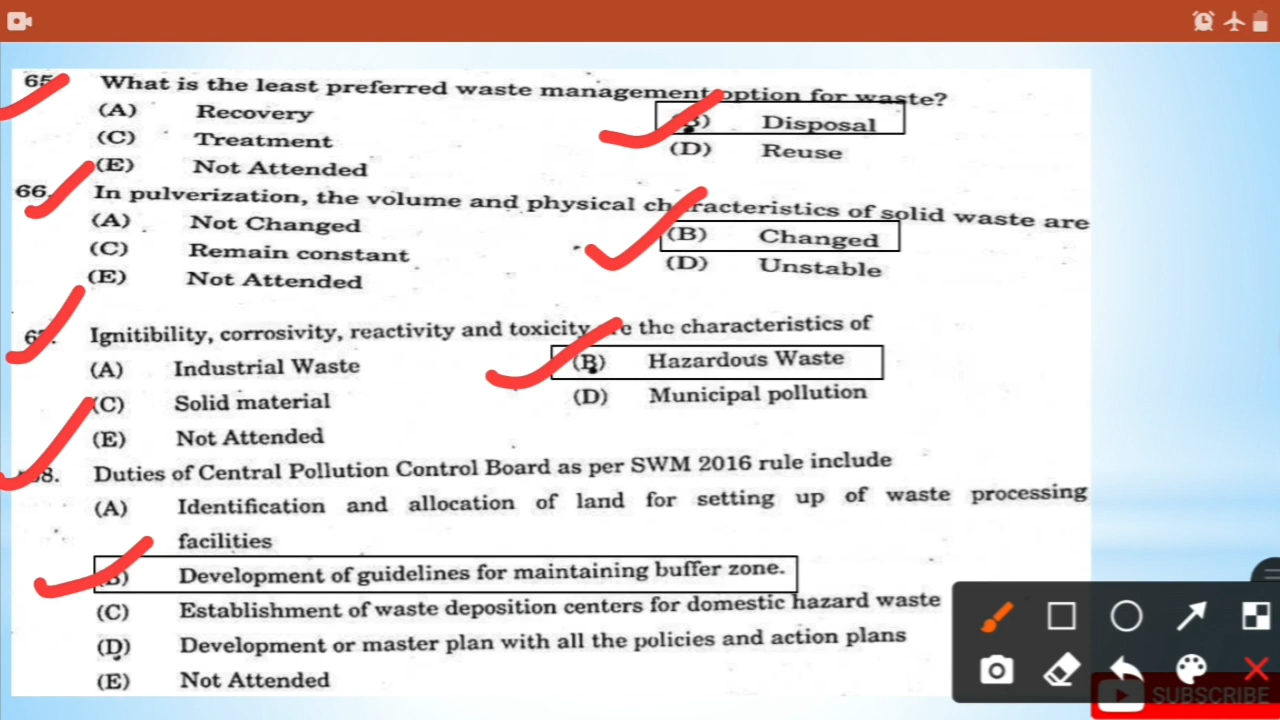 65. What is the least preferred waste management option for waste?
(A) Recovery (B) Disposal
(C) Treatment (D) Reuse
(E) Not Attended
66. In pulverization, the volume and physical characteristics of solid waste are
(A) Not Changed (B) Changed
(C) Remain constant (D) Unstable
(E) Not Attended
Ignitibility, corrosivity, reactivity and toxicity are the characteristics of
(A) Industrial Waste (B) Hazardous Waste
(C) Solid material (D) Municipal pollution
(E) Not Attended
68. Duties of Central Pollution Control Board as per SWM 2016 rule include
(A) Identification and allocation of land for setting up of waste processing
facilities
(B) Development of guidelines for maintaining buffer zone.
(C) Establishment of waste deposition centers for domestic hazard waste
(D) Development or master plan with all the policies and action plans
(E) Not Attended
SUBSCRIBE